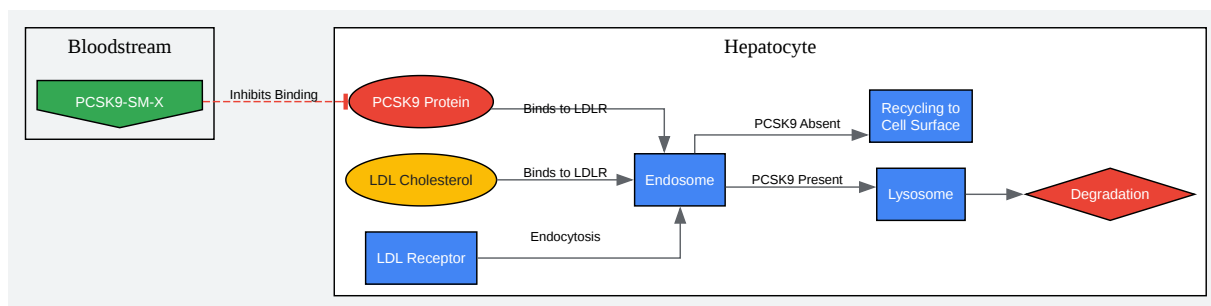 Bloodstream
Hepatocyte
PCSK9-SM-X
Inhibits Binding
PCSK9 Protein
Binds to LDLR
PCSK9 Absent
Recycling to
Cell Surface
LDL Cholesterol
Binds to LDLR
Endosome
PCSK9 Present
Lysosome
Degradation
LDL Receptor
Endocytosis